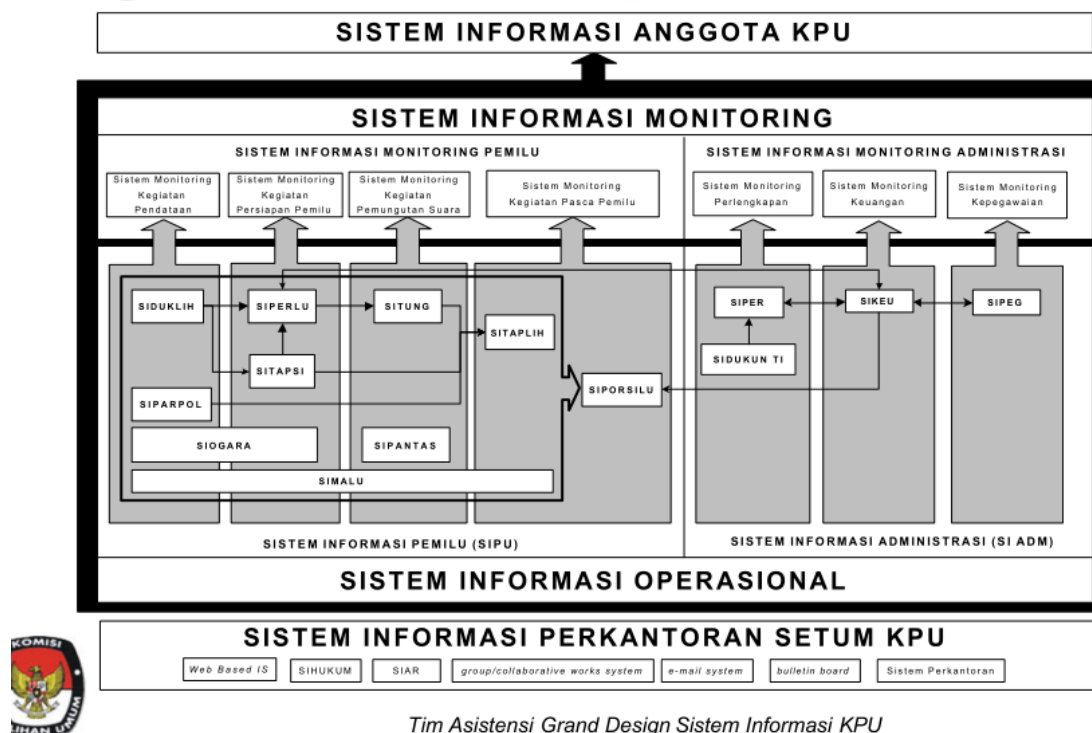 SISTEM INFORMASI ANGGOTA KPU
SISTEM INFORMASI MONITORING
SISTEM INFORMASI MONITORING PEMILU
SISTEM INFORMASI MONITORING ADMINISTRASI
Sistem Monitoring
Kegiatan
Pendataan
Sistem Monitoring
Kegiatan
Persiapan Pemilu
Sistem Monitoring
Kegiatan
Pemungutan Suara
Sistem Monitoring
Kegiatan Pasca Pemilu
Sistem Monitoring
Perlengkapan
Sistem Monitoring
Keuangan
Sistem Monitoring
Kepegawaian
SIDUKLIH
SIPERLU
SITUNG
SITAPLIH
SIPER
SIKEU
SIPEG
SITAPSI
SIDUKUN TI
SIPARPOL
SIPORSILU
SIOGARA
SIPANTAS
SIMALU
SISTEM INFORMASI PEMILU (SIPU)
SISTEM INFORMASI ADMINISTRASI (SI ADM)
SISTEM INFORMASI OPERASIONAL
SISTEM INFORMASI PERKANTORAN SETUM KPU
Web Based IS
SIHUKUM
SIAR
group/collaborative works system
e-mail system
bulletin board
Sistem Perkantoran
KOMISI
ILIHAN UMUM
Tim Asistensi Grand Design Sistem Informasi KPU